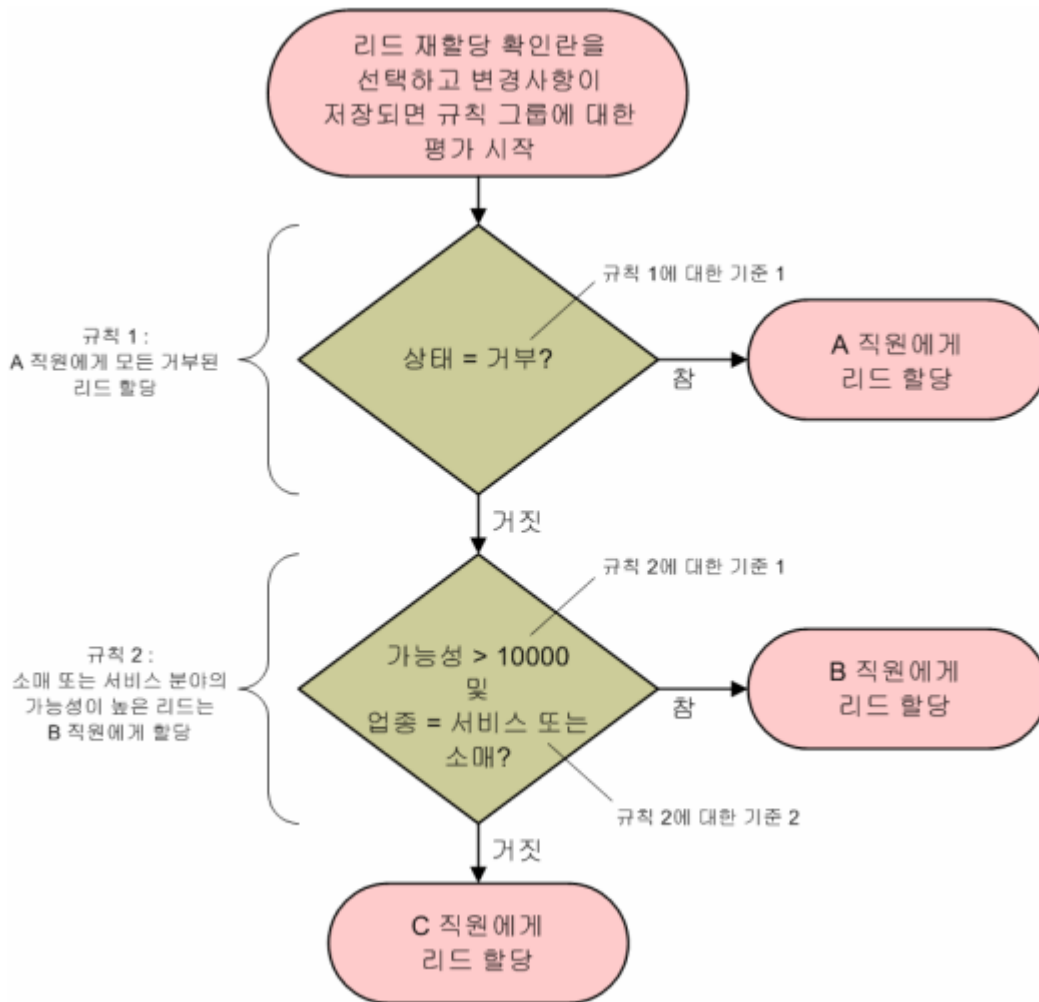 리드 재할당 확인란을
선택하고 변경사항이
저장되면 규칙 그룹에 대한
평가 시작
규칙 1에 대한 기준 1
규칙 1 :
A 직원에게 모든 거부된
리드 할당
상태 = 거부?
참
A 직원에게
리드 할당
거짓
규칙 2에 대한 기준 1
규칙 2 :
소매 또는 서비스 분야의
가능성이 높은 리드는
B 직원에게 할당
가능성 > 10000
및
업종 = 서비스 또는
소매?
참
B 직원에게
리드 할당
규칙 2에 대한 기준 2
거짓
C 직원에게
리드 할당